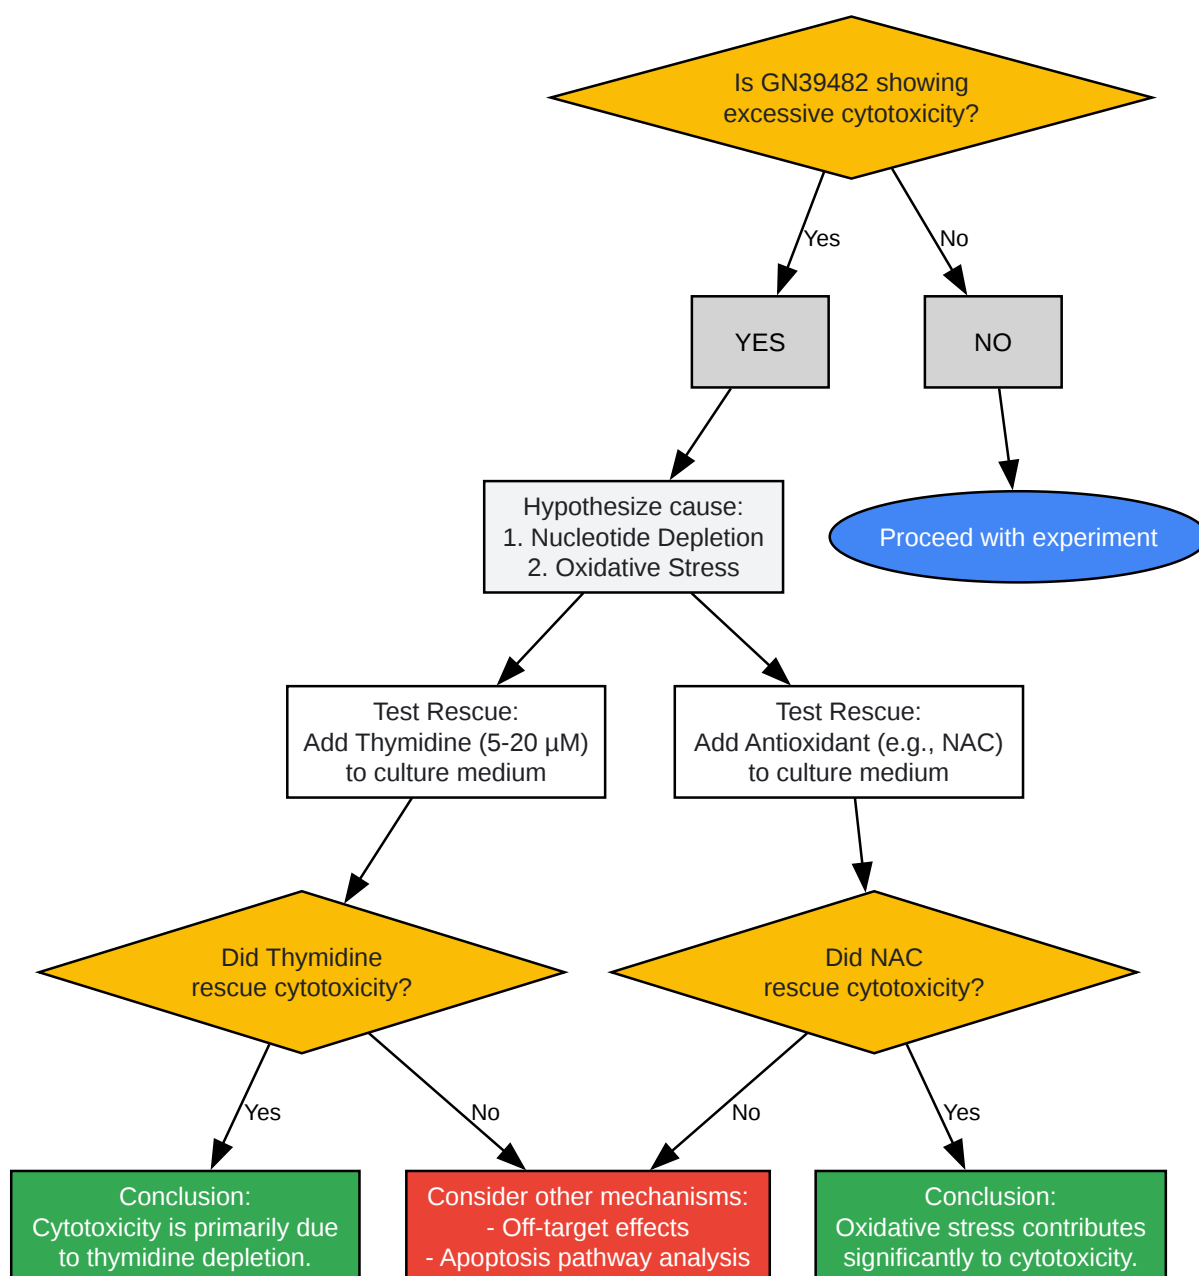 Is GN39482 showing
excessive cytotoxicity?
Yes
No
YES
NO
Hypothesize cause:
1. Nucleotide Depletion
2. Oxidative Stress
Proceed with experiment
Test Rescue:
Add Thymidine (5-20 µM)
to culture medium
Test Rescue:
Add Antioxidant (e.g., NAC)
to culture medium
Did Thymidine
rescue cytotoxicity?
Did NAC
rescue cytotoxicity?
Yes
No
No
Yes
Conclusion:
Cytotoxicity is primarily due
to thymidine depletion.
Consider other mechanisms:
- Off-target effects
- Apoptosis pathway analysis
Conclusion:
Oxidative stress contributes
significantly to cytotoxicity.